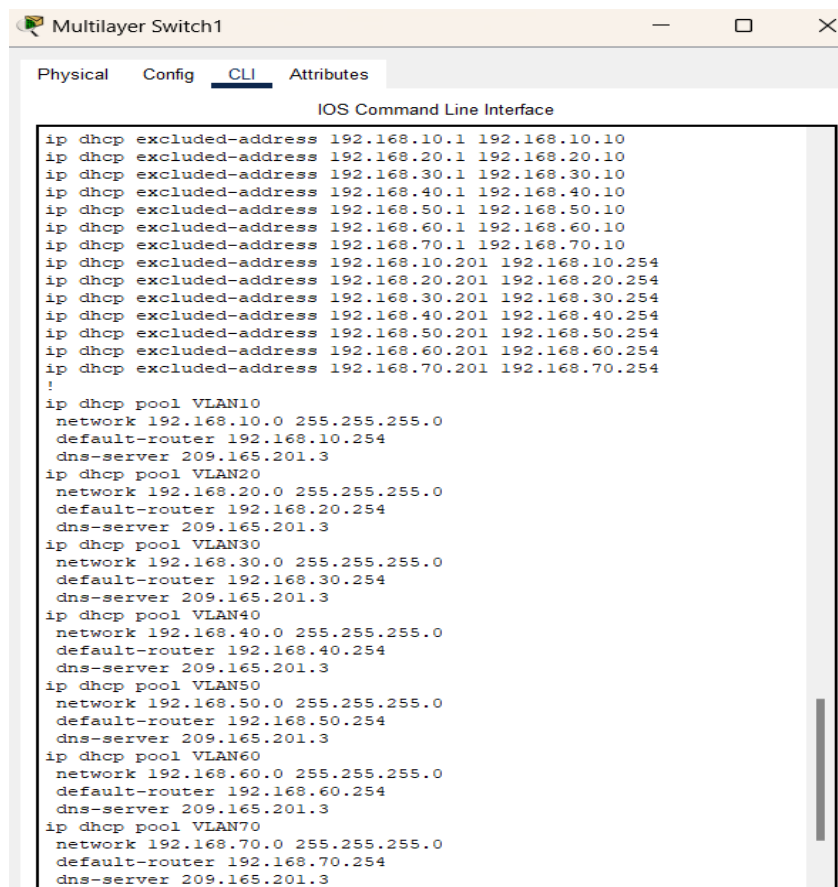 Multilayer Switch1
Physical Config CLI Attributes
IOS Command Line Interface
ip dhcp excluded-address 192.168.10.1 192.168.10.10
ip dhcp excluded-address 192.168.20.1 192.168.20.10
ip dhcp excluded-address 192.168.30.1 192.168.30.10
ip dhcp excluded-address 192.168.40.1 192.168.40.10
ip dhcp excluded-address 192.168.50.1 192.168.50.10
ip dhcp excluded-address 192.168.60.1 192.168.60.10
ip dhcp excluded-address 192.168.70.1 192.168.70.10
ip dhcp excluded-address 192.168.10.201 192.168.10.254
ip dhcp excluded-address 192.168.20.201 192.168.20.254
ip dhcp excluded-address 192.168.30.201 192.168.30.254
ip dhcp excluded-address 192.168.40.201 192.168.40.254
ip dhcp excluded-address 192.168.50.201 192.168.50.254
ip dhcp excluded-address 192.168.60.201 192.168.60.254
ip dhcp excluded-address 192.168.70.201 192.168.70.254
!
ip dhcp pool VLAN10
network 192.168.10.0 255.255.255.0
default-router 192.168.10.254
dns-server 209.165.201.3
ip dhcp pool VLAN20
network 192.168.20.0 255.255.255.0
default-router 192.168.20.254
dns-server 209.165.201.3
ip dhcp pool VLAN30
network 192.168.30.0 255.255.255.0
default-router 192.168.30.254
dns-server 209.165.201.3
ip dhcp pool VLAN40
network 192.168.40.0 255.255.255.0
default-router 192.168.40.254
dns-server 209.165.201.3
ip dhcp pool VLAN50
network 192.168.50.0 255.255.255.0
default-router 192.168.50.254
dns-server 209.165.201.3
ip dhcp pool VLAN60
network 192.168.60.0 255.255.255.0
default-router 192.168.60.254
dns-server 209.165.201.3
ip dhcp pool VLAN70
network 192.168.70.0 255.255.255.0
default-router 192.168.70.254
dns-server 209.165.201.3